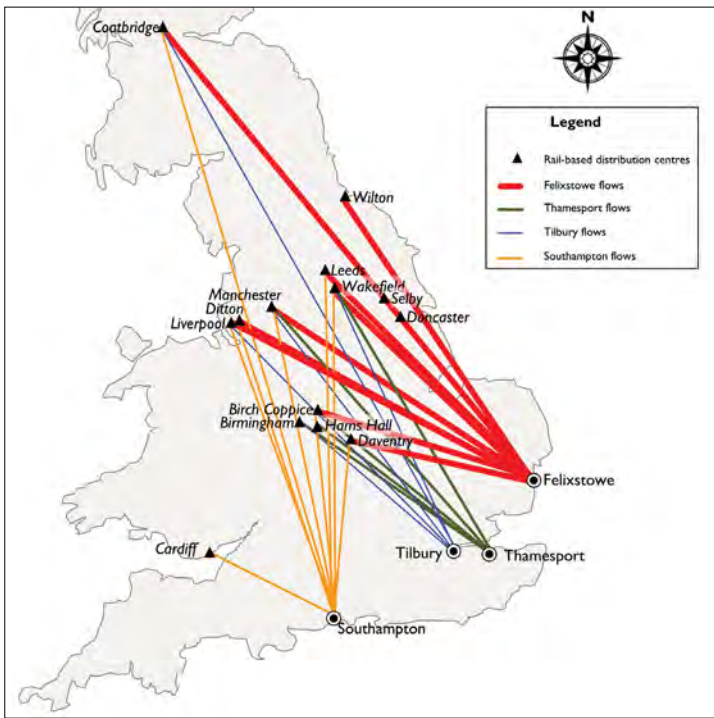 Coatbridge
N
Legend
Rail-based distribution centres
Felixstowe flows
Thamesport flows
Tilbury flows
Southampton flows
Wilton
Leeds
Wakefield
Selby
Manchester
Ditton
Liverpool
Doncaster
Birch Coppice
Birmingham
Hams Hall
Daventry
Felixstowe
Cardiff
Tilbury
Thamesport
Southampton